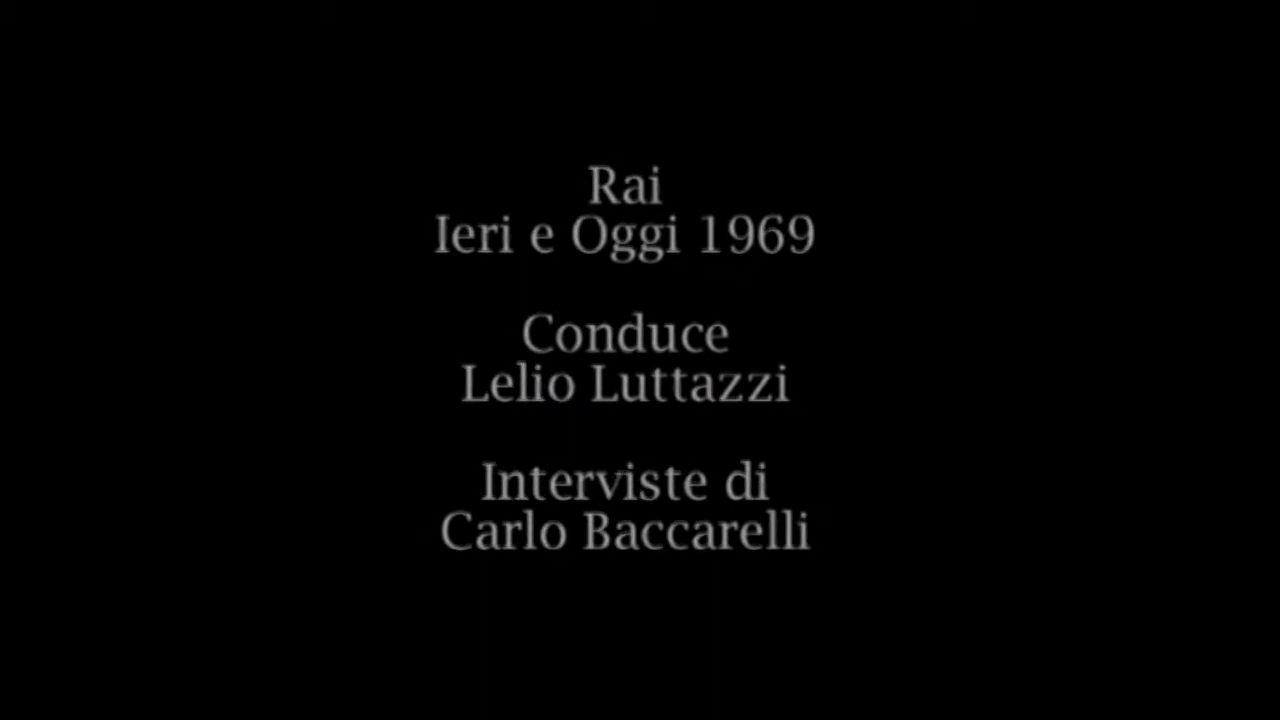 Rai
Ieri e Oggi 1969
Conduce
Lelio Luttazzi
Interviste di
Carlo Baccarelli